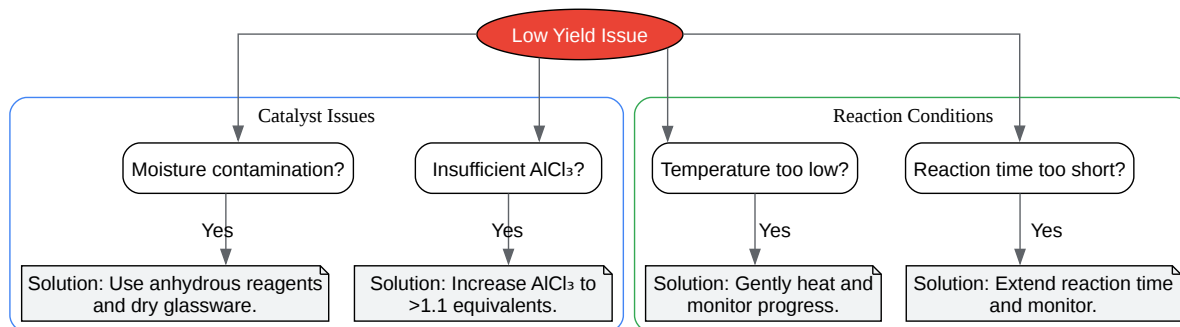 Low Yield Issue
Catalyst Issues
Reaction Conditions
Moisture contamination?
Insufficient AlCl₃?
Temperature too low?
Reaction time too short?
Yes
Yes
Yes
Yes
Solution: Use anhydrous reagents
and dry glassware.
Solution: Increase AlCl₃ to
>1.1 equivalents.
Solution: Gently heat and
monitor progress.
Solution: Extend reaction time
and monitor.